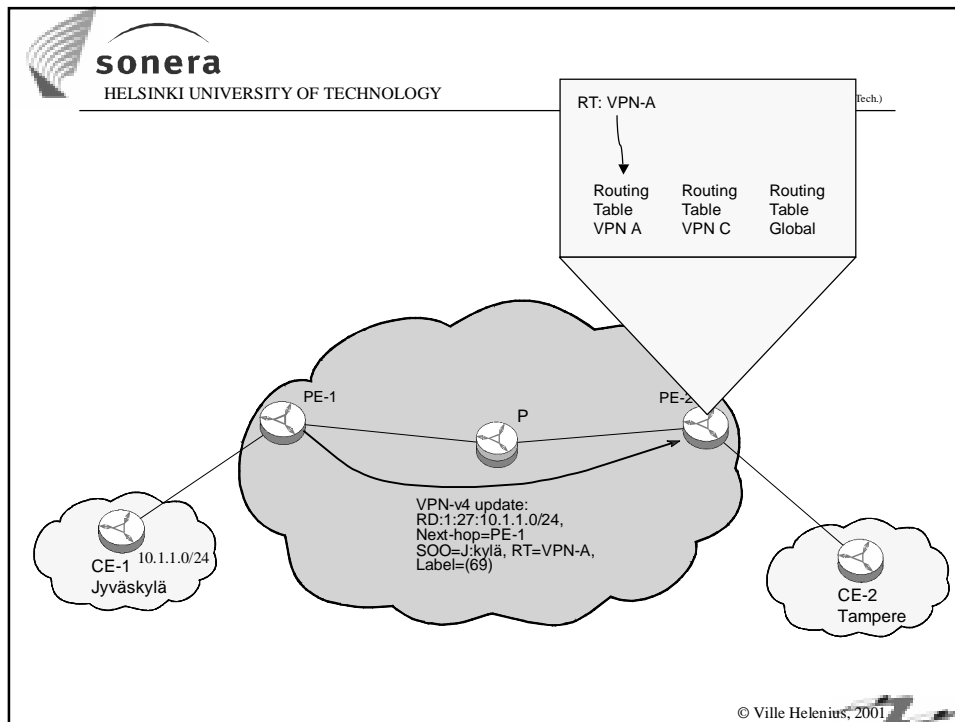 sonera
HELSINKI UNIVERSITY OF TECHNOLOGY
Tech.)
RT: VPN-A
Routing
Table
VPN A
Routing
Table
VPN C
Routing
Table
Global
PE-1
P
PE-2
VPN-v4 update:
RD:1:27:10.1.1.0/24,
Next-hop=PE-1
SOO=J:kylä, RT=VPN-A,
Label=(69)
10.1.1.0/24
CE-1
Jyväskylä
CE-2
Tampere
© Ville Helenius, 2001